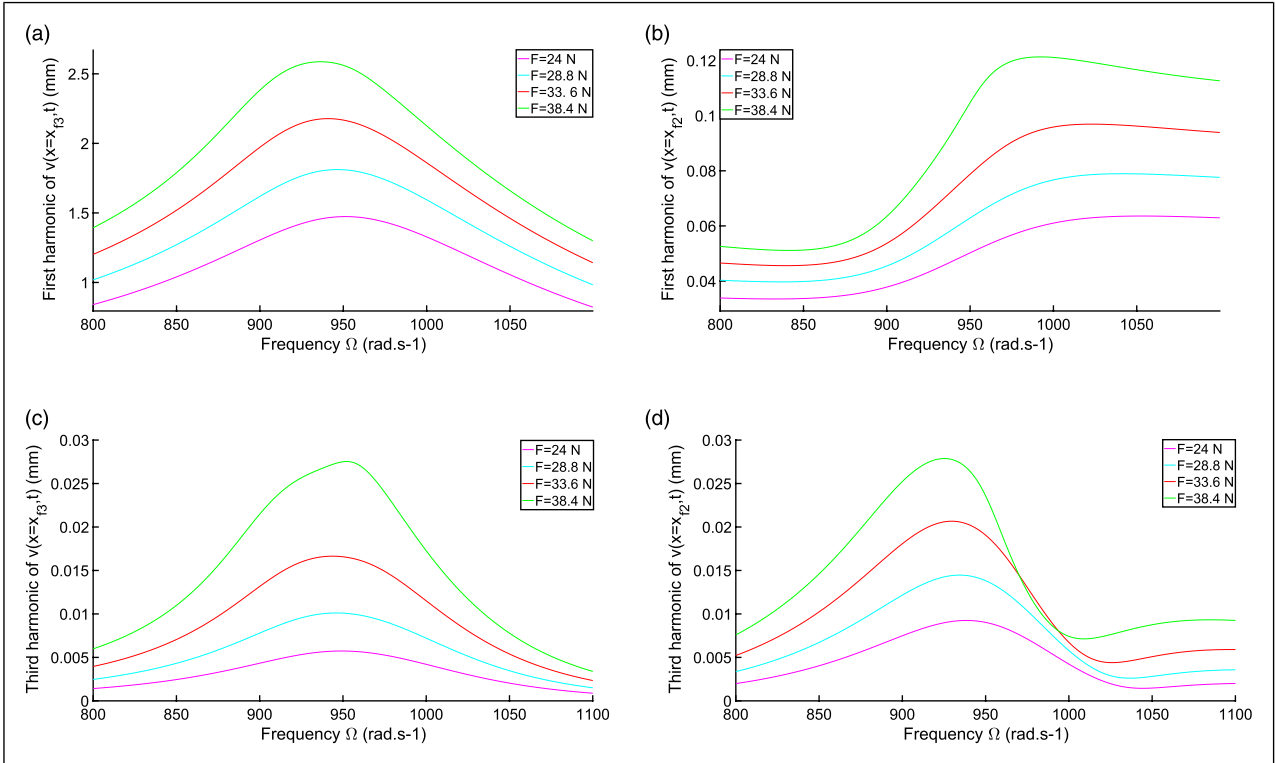 (a)
First harmonic of v(x=xf3,t) (mm)
2.5
2
1.5
1
800 850 900 950 1000 1050
Frequency Ω (rad.s-1)
F=24 N
F=28.8 N
F=33. 6 N
F=38.4 N
(b)
First harmonic of v(x=xf2,t) (mm)
0.12
0.1
0.08
0.06
0.04
800 850 900 950 1000 1050
Frequency Ω (rad.s-1)
F=24 N
F=28.8 N
F=33.6 N
F=38.4 N
(c)
Third harmonic of v(x=xf3,t) (mm)
0.03
0.025
0.02
0.015
0.01
0.005
0
800 850 900 950 1000 1050 1100
Frequency Ω (rad.s-1)
F=24 N
F=28.8 N
F=33.6 N
F=38.4 N
(d)
Third harmonic of v(x=xf2,t) (mm)
0.03
0.025
0.02
0.015
0.01
0.005
0
800 850 900 950 1000 1050 1100
Frequency Ω (rad.s-1)
F=24 N
F=28.8 N
F=33.6 N
F=38.4 N